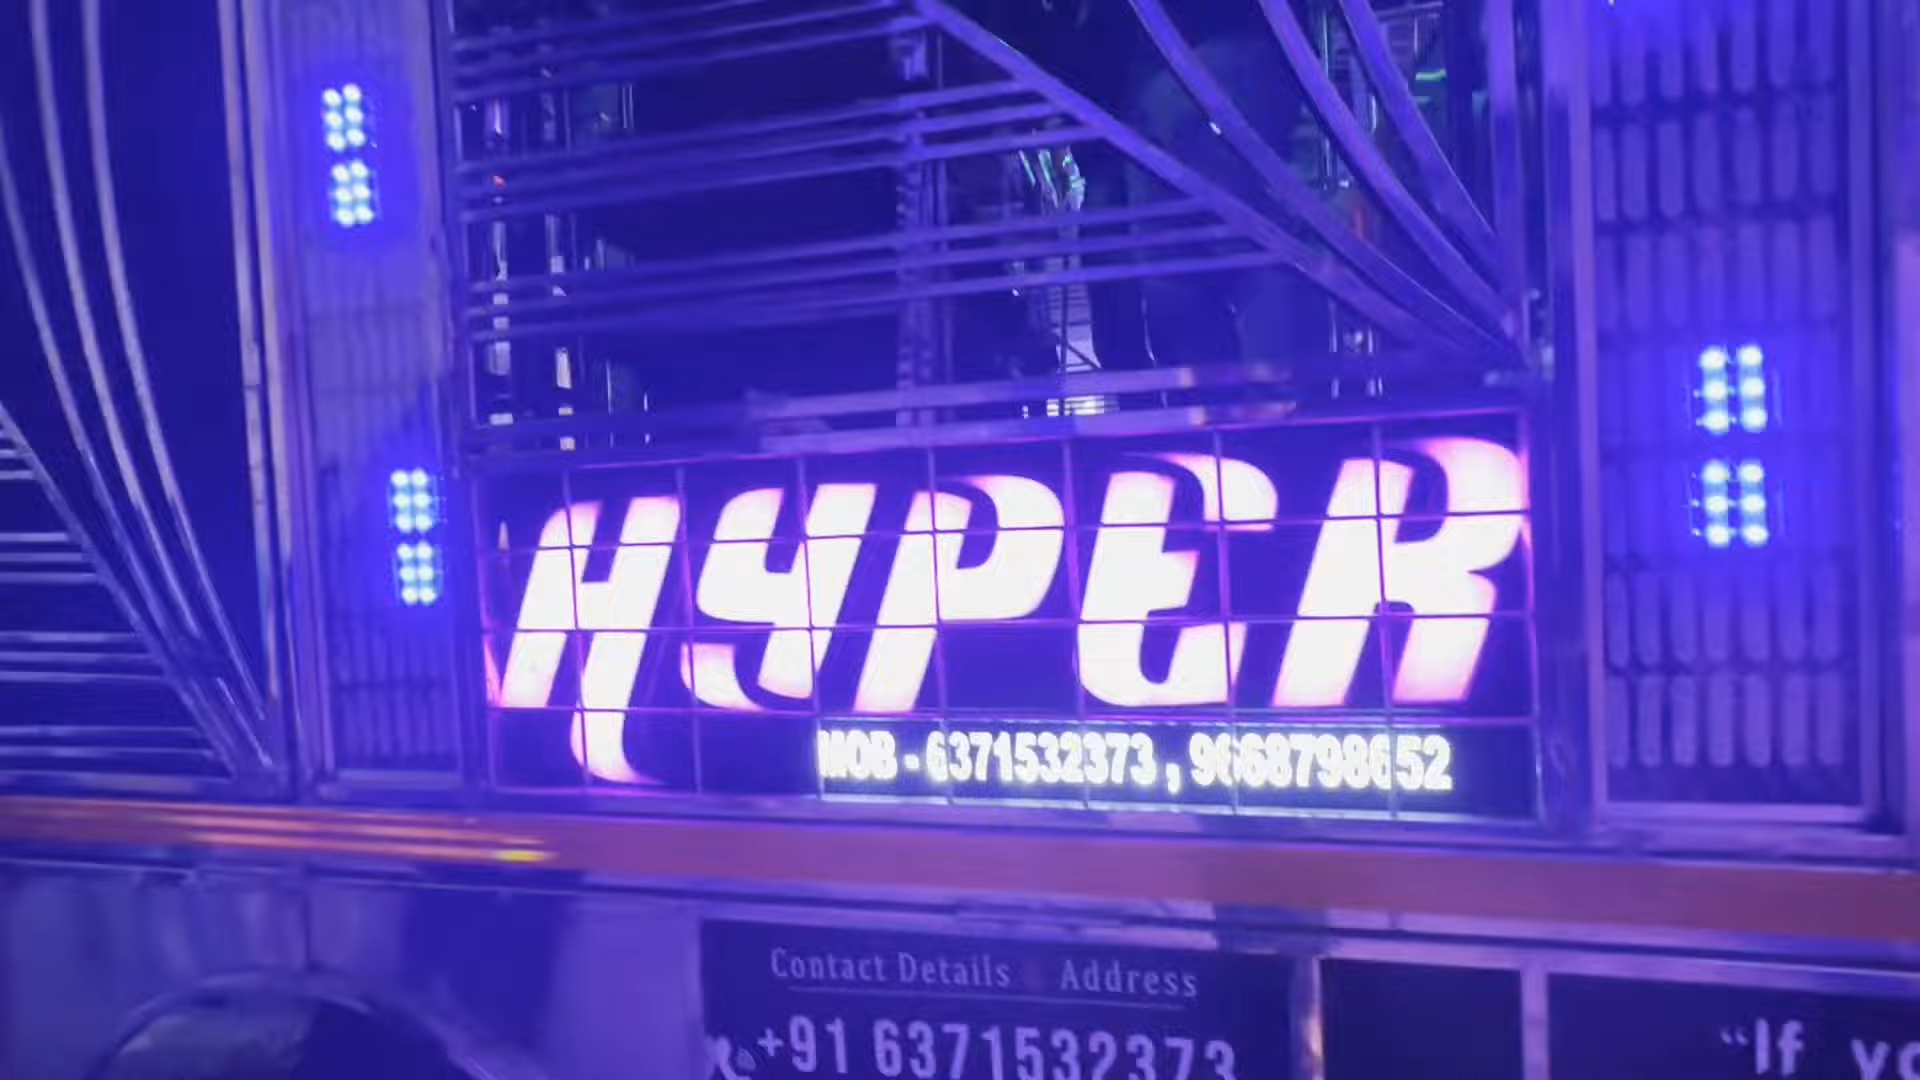 HYPER
MOB - 6371532373 , 9668798652
Contact Details Address
+91 6371532373
“If